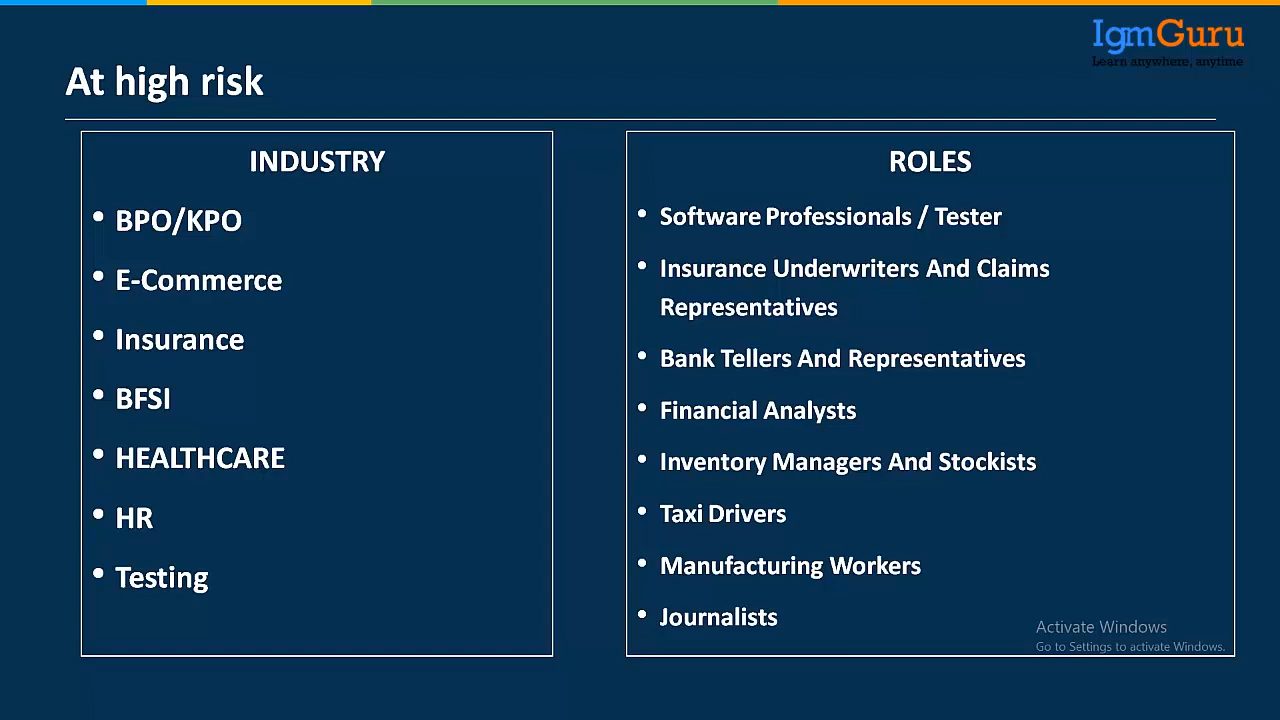 IgmGuru
Learn anywhere, anytime
At high risk
INDUSTRY
• BPO/KPO
• E-Commerce
• Insurance
• BFSI
• HEALTHCARE
• HR
• Testing
ROLES
• Software Professionals / Tester
• Insurance Underwriters And Claims
Representatives
• Bank Tellers And Representatives
• Financial Analysts
• Inventory Managers And Stockists
• Taxi Drivers
• Manufacturing Workers
• Journalists
Activate Windows
Go to Settings to activate Windows.